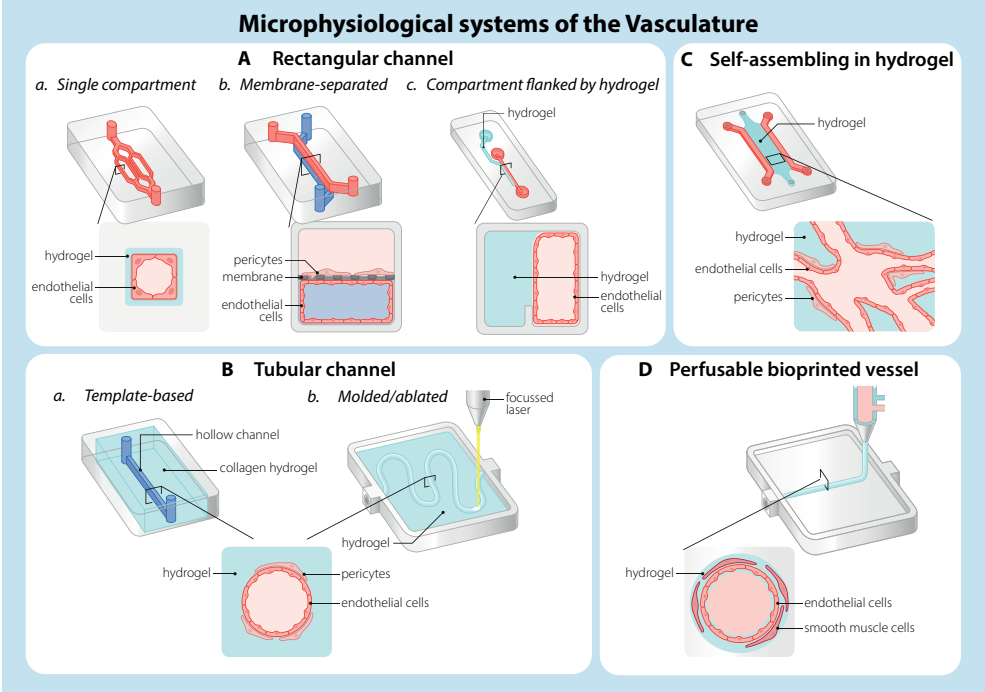 Microphysiological systems of the Vasculature
A Rectangular channel
a. Single compartment
b. Membrane-separated
c. Compartment flanked by hydrogel
hydrogel
hydrogel
endothelial
cells
pericytes
membrane
endothelial
cells
hydrogel
endothelial
cells
C Self-assembling in hydrogel
hydrogel
hydrogel
endothelial cells
pericytes
B Tubular channel
a. Template-based
b. Molded/ablated
hollow channel
collagen hydrogel
focussed
laser
hydrogel
hydrogel
pericytes
endothelial cells
D Perfusable bioprinted vessel
hydrogel
endothelial cells
smooth muscle cells